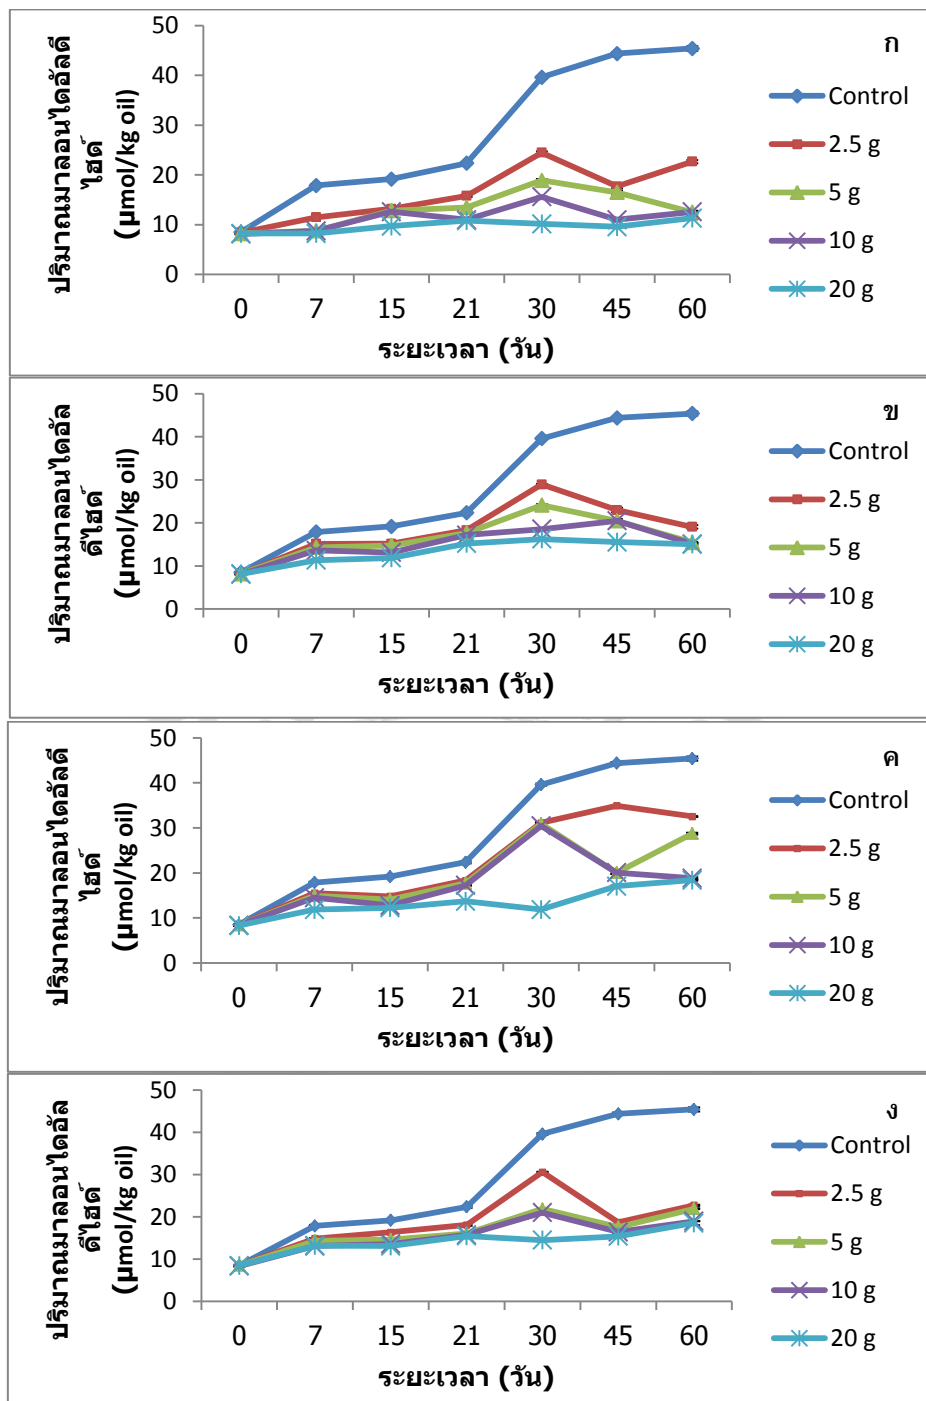 ก
ปริมาณมาลอนไดอัลดี
ไฮด์
(µmol/kg oil)
50
40
30
20
10
0
0 7 15 21 30 45 60
ระยะเวลา (วัน)
Control
2.5 g
5 g
10 g
20 g
ข
ปริมาณมาลอนไดอัล
ดีไฮด์
(µmol/kg oil)
50
40
30
20
10
0
0 7 15 21 30 45 60
ระยะเวลา (วัน)
Control
2.5 g
5 g
10 g
20 g
ค
ปริมาณมาลอนไดอัลดี
ไฮด์
(µmol/kg oil)
50
40
30
20
10
0
0 7 15 21 30 45 60
ระยะเวลา (วัน)
Control
2.5 g
5 g
10 g
20 g
ง
ปริมาณมาลอนไดอัล
ดีไฮด์
(µmol/kg oil)
50
40
30
20
10
0
0 7 15 21 30 45 60
ระยะเวลา (วัน)
Control
2.5 g
5 g
10 g
20 g